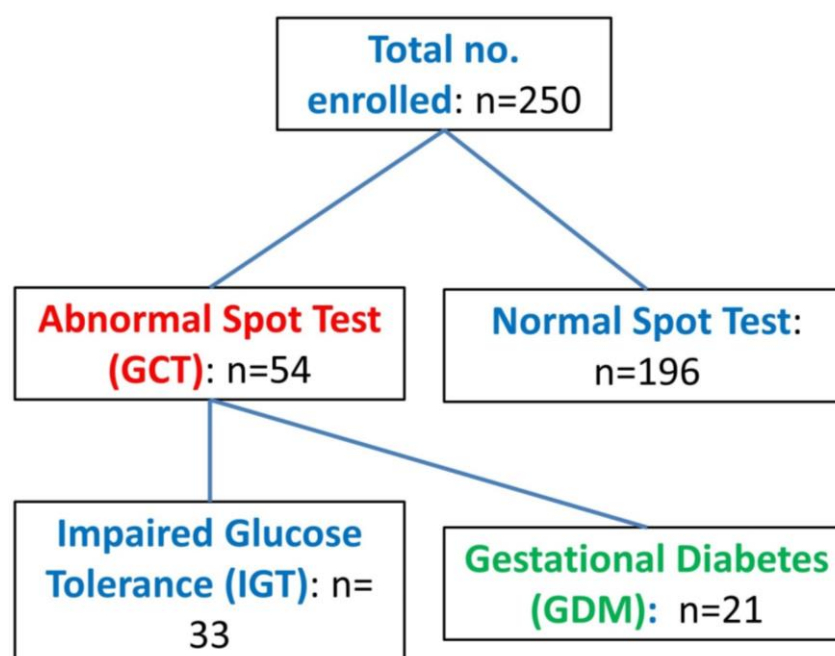 Total no.
enrolled: n=250
Abnormal Spot Test
(GCT): n=54
Normal Spot Test:
n=196
Impaired Glucose
Tolerance (IGT): n=
33
Gestational Diabetes
(GDM): n=21